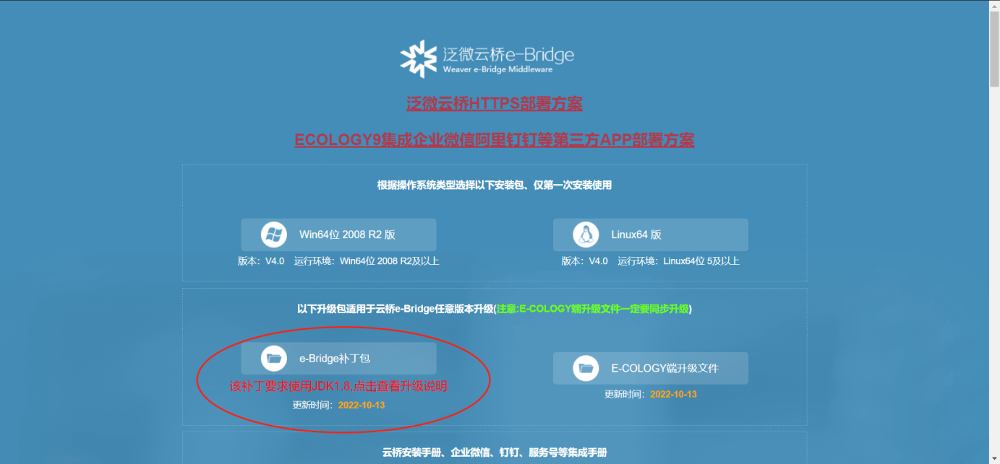 泛微云桥e-Bridge
Weaver e-Bridge Middleware
泛微云桥HTTPS部署方案
ECOLOGY9集成企业微信阿里钉钉等第三方APP部署方案
根据操作系统类型选择以下安装包、仅第一次安装使用
Win64位 2008 R2 版
Linux64 版
版本：V4.0 运行环境：Win64位 2008 R2及以上
版本：V4.0 运行环境：Linux64位 5及以上
以下升级包适用于云桥e-Bridge任意版本升级(注意:E-COLOGY端升级文件一定要同步升级)
e-Bridge补丁包
该补丁要求使用JDK1.8,点击查看升级说明
更新时间：2022-10-13
E-COLOGY端升级文件
更新时间：2022-10-13
云桥安装手册、企业微信、钉钉、服务号等集成手册